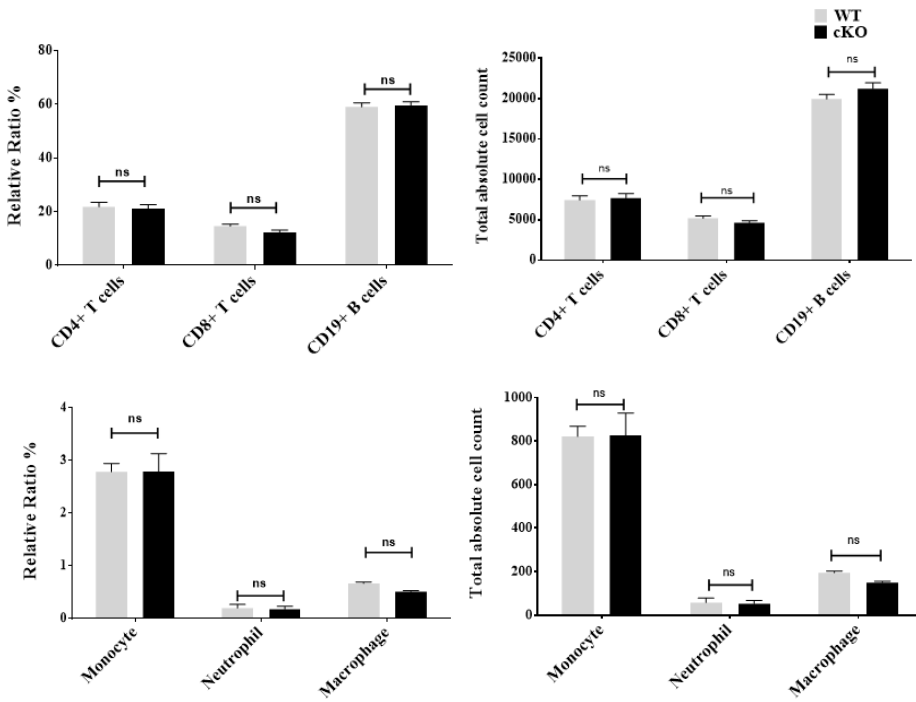 WT
cKO
Relative Ratio %
80
60
40
20
0
ns
ns
ns
CD4+ T cells
CD8+ T cells
CD19+ B cells
Total absolute cell count
25000
20000
15000
10000
5000
0
ns
ns
ns
CD4+ T cells
CD8+ T cells
CD19+ B cells
Relative Ratio %
4
3
2
1
0
ns
ns
ns
Monocyte
Neutrophil
Macrophage
Total absolute cell count
1000
800
600
400
200
0
ns
ns
ns
Monocyte
Neutrophil
Macrophage